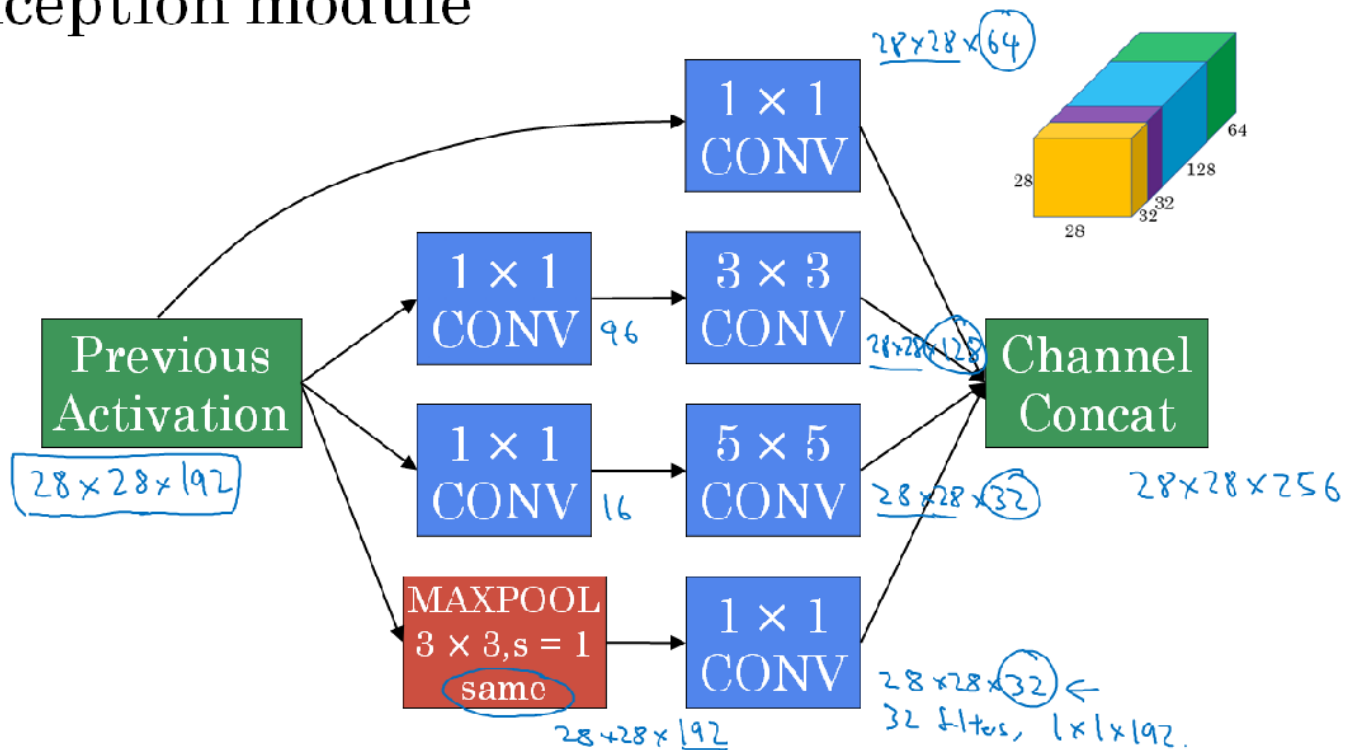 ception module
28×28×64
1 × 1
CONV
64
128
32
32
28
28
1 × 1
CONV
96
3 × 3
CONV
28×28×128
Previous
Activation
28×28×192
Channel
Concat
28×28×256
1 × 1
CONV
16
5 × 5
CONV
28×28×32
MAXPOOL
3 × 3,s = 1
same
28×28×192
1 × 1
CONV
28×28×32 ←
32 filters, 1×1×192.